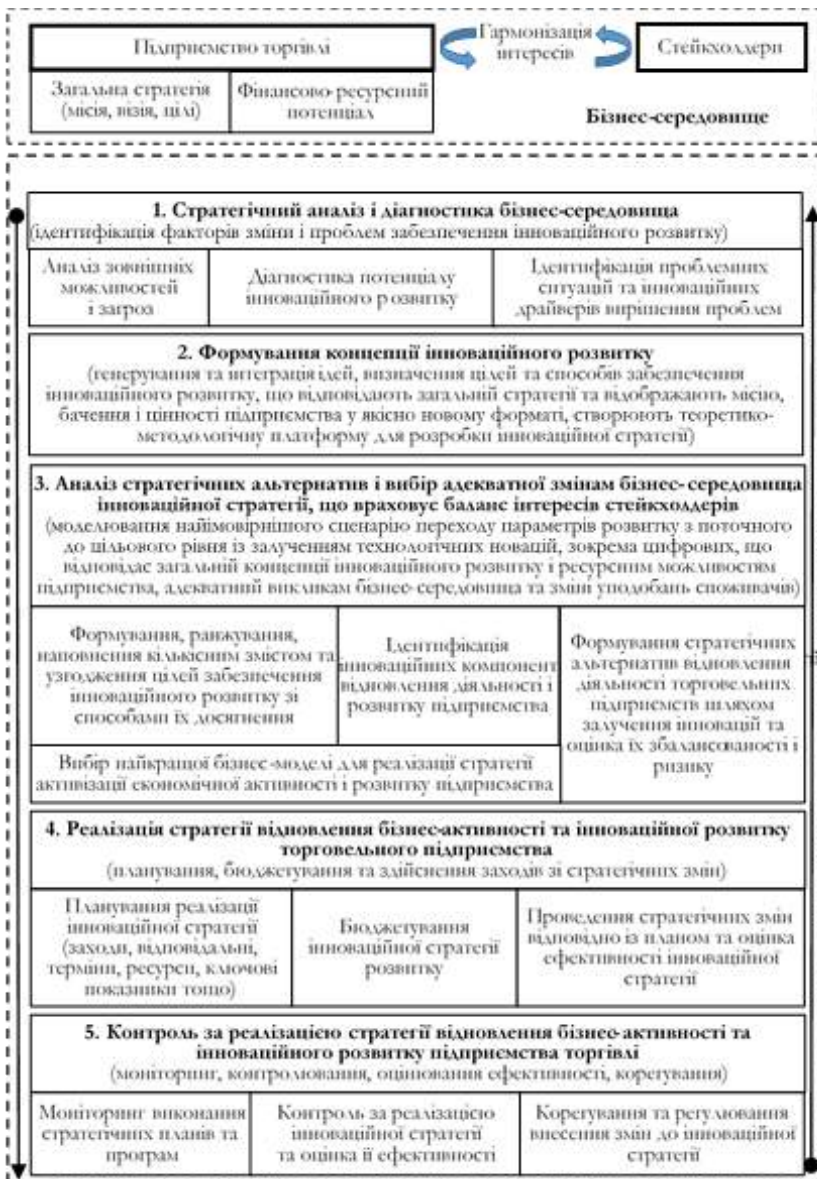 Підприємство торгівлі
Гармонізація
інтересів
Стейкхолдери
Загальна стратегія
(місія, візія, цілі)
Фінансово-ресурсний
потенціал
Бізнес-середовище
1. Стратегічний аналіз і діагностика бізнес-середовища
(ідентифікація факторів зміни і проблем забезпечення інноваційного розвитку)
Аналіз зовнішніх
можливостей
і загроз
Діагностика потенціалу
інноваційного розвитку
Ідентифікація проблемних
ситуацій та інноваційних
драйверів вирішення проблем
2. Формування концепції інноваційного розвитку
(генерування та інтеграція ідей, визначення цілей та способів забезпечення
інноваційного розвитку, що відповідають загальній стратегії та відображають місію,
бачення і цінності підприємства у якісно новому форматі, створюють теоретико-
методологічну платформу для розробки інноваційної стратегії)
3. Аналіз стратегічних альтернатив і вибір адекватної змінам бізнес-середовища
інноваційної стратегії, що враховує баланс інтересів стейкхолдерів
(моделювання найімовірнішого сценарію переходу параметрів розвитку з поточного
до цільового рівня із залученням технологічних новацій, зокрема цифрових, що
відповідає загальній концепції інноваційного розвитку і ресурсним можливостям
підприємства, адекватний викликам бізнес-середовища та зміні уподобань споживачів)
Формування, ранжування,
наповнення кількісним змістом та
узгодження цілей забезпечення
інноваційного розвитку зі
способами їх досягнення
Ідентифікація
інноваційних компонент
відновлення діяльності і
розвитку підприємства
Формування стратегічних
альтернатив відновлення
діяльності торговельних
підприємств шляхом
залучення інновацій та
оцінка їх збалансованості і
ризику
Вибір найкращої бізнес-моделі для реалізації стратегії
активізації економічної активності і розвитку підприємства
4. Реалізація стратегії відновлення бізнес-активності та інноваційної розвитку
торговельного підприємства
(планування, бюджетування та здійснення заходів зі стратегічних змін)
Планування реалізації
інноваційної стратегії
(заходи, відповідальні,
терміни, ресурси, ключові
показники тощо)
Бюджетування
інноваційної стратегії
розвитку
Проведення стратегічних змін
відповідно із планом та оцінка
ефективності інноваційної
стратегії
5. Контроль за реалізацією стратегії відновлення бізнес-активності та
інноваційного розвитку підприємства торгівлі
(моніторинг, контролювання, оцінювання ефективності, корегування)
Моніторинг виконання
стратегічних планів та
програм
Контроль за реалізацією
інноваційної стратегії
та оцінка її ефективності
Корегування та регулювання
внесення змін до інноваційної
стратегії